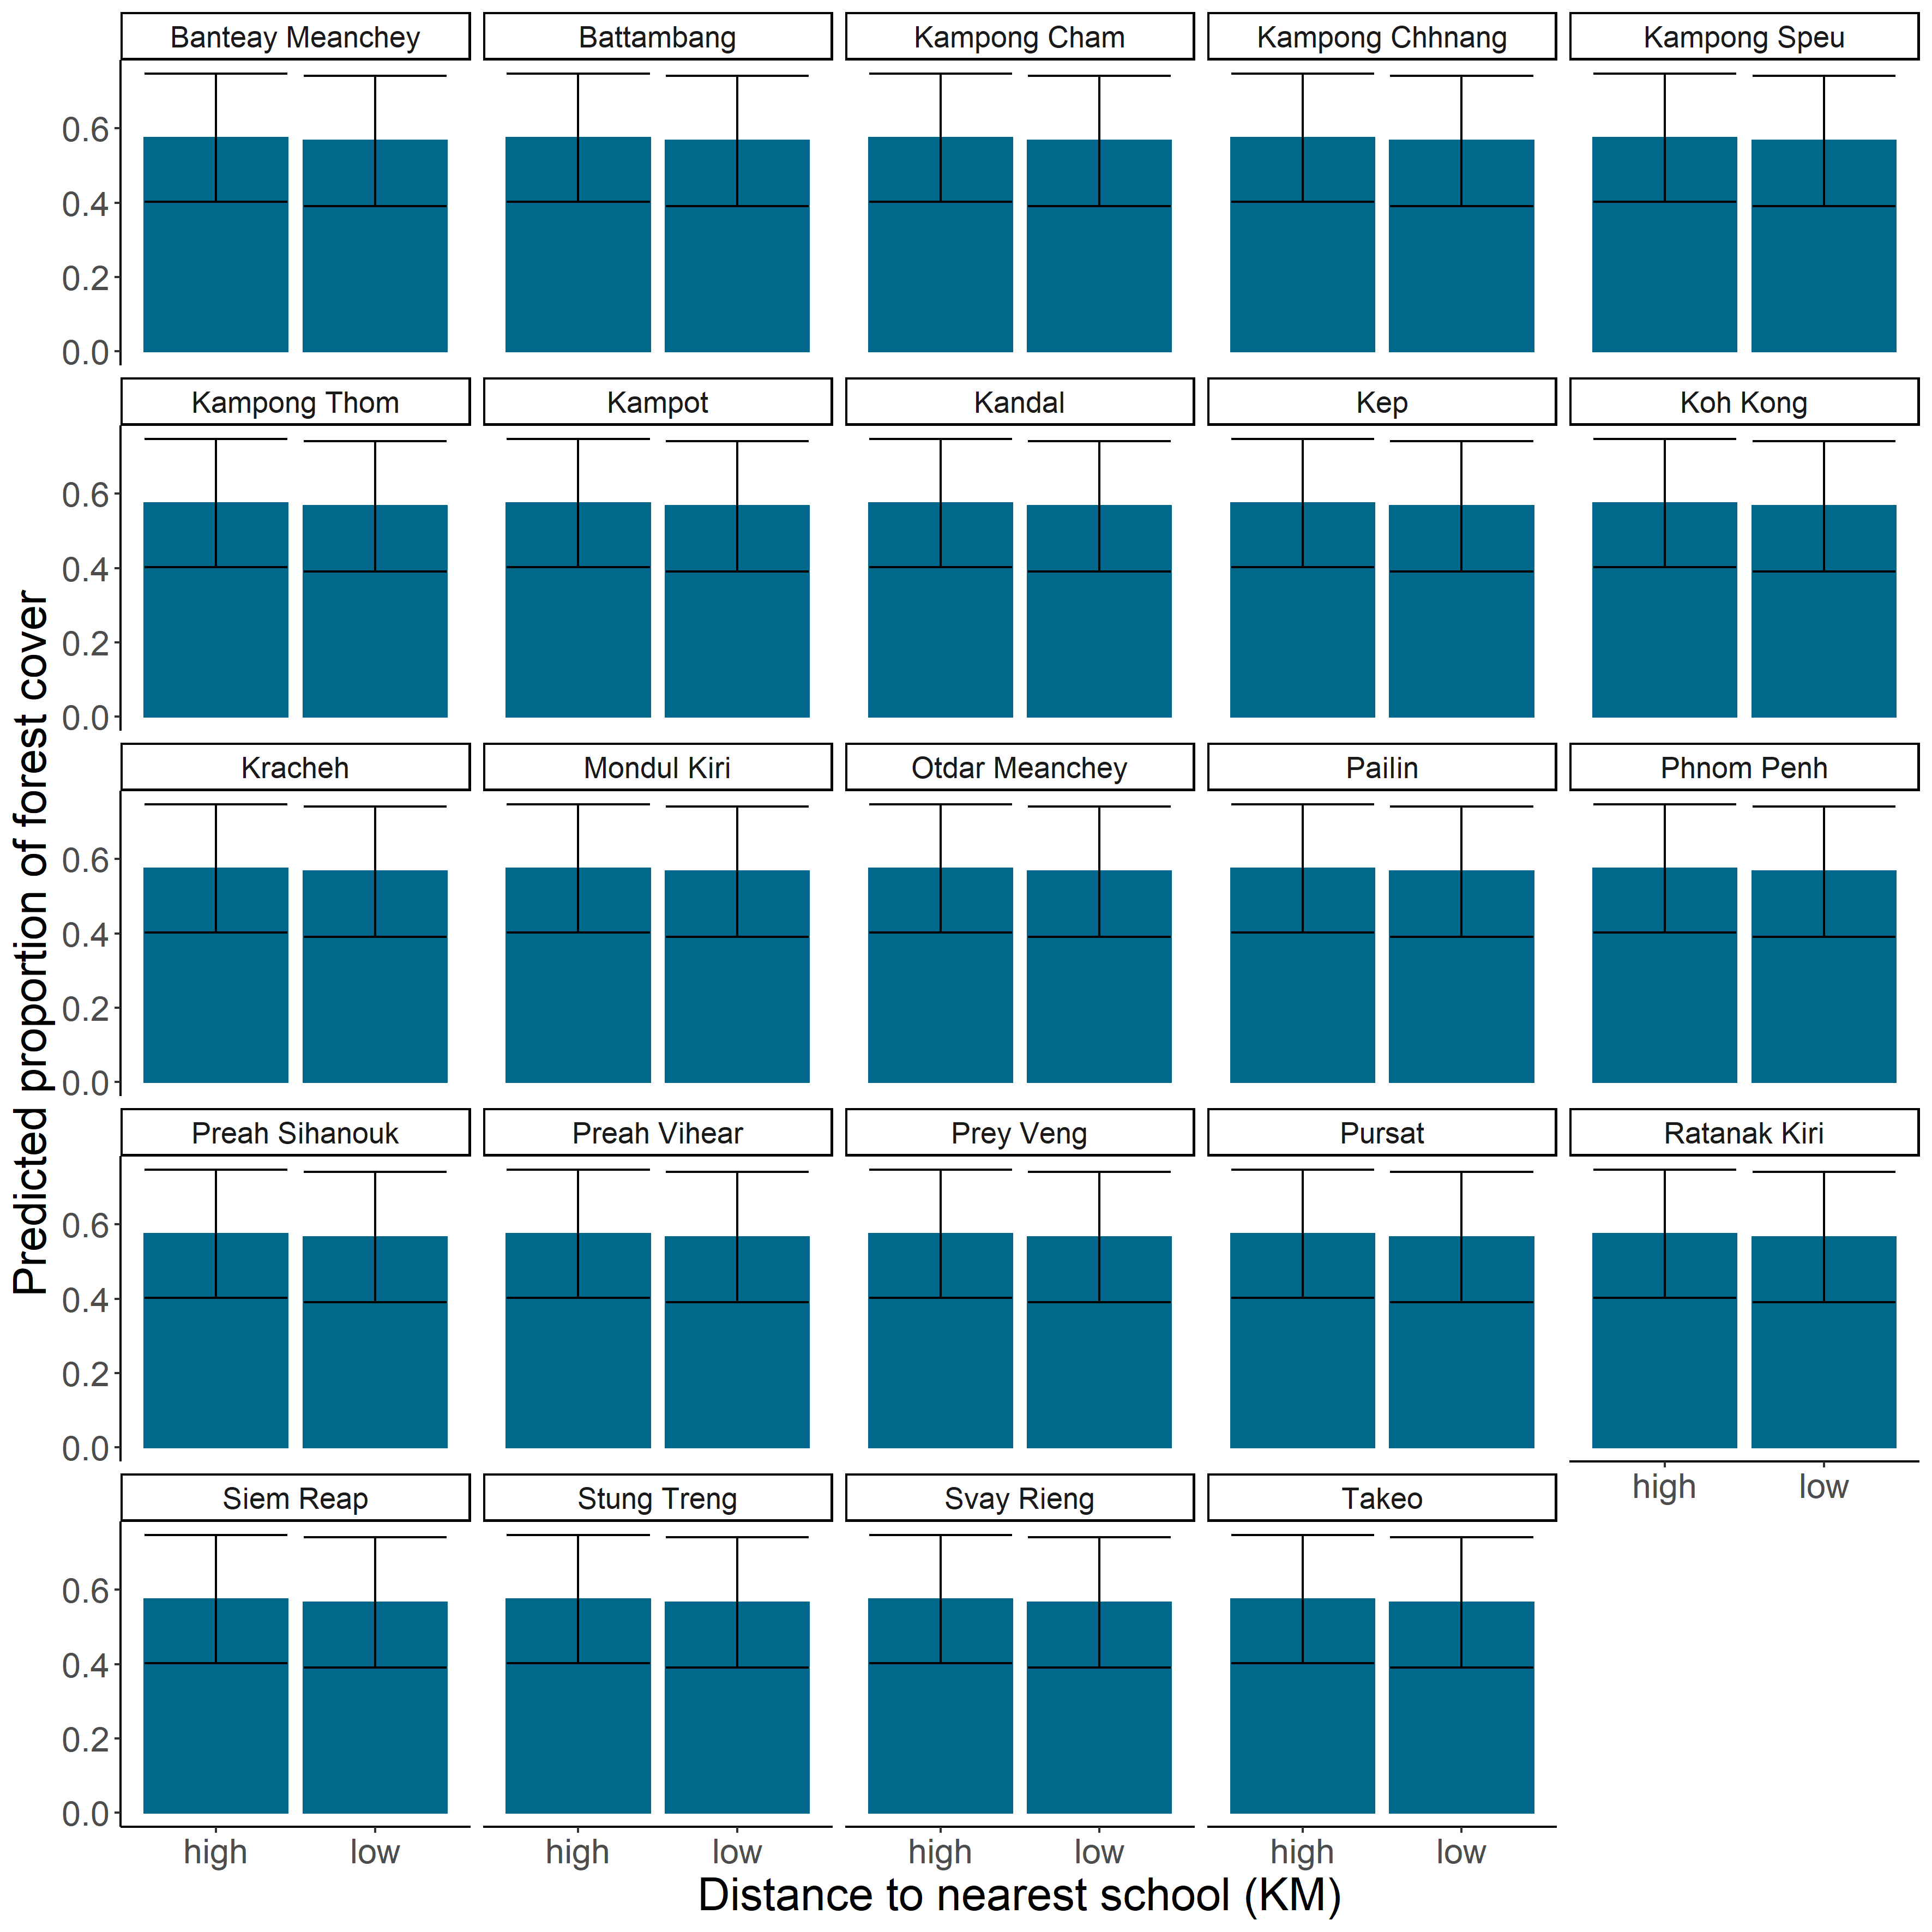 Banteay Meanchey Battambang Kampong Cham Kampong Chhnang Kampong Speu
0.6
0.4
0.2
0.0
Kampong Thom Kampot Kandal Kep Koh Kong
0.6
0.4
0.2
0.0
Kracheh Mondul Kiri Otdar Meanchey Pailin Phnom Penh
0.6
0.4
0.2
0.0
Preah Sihanouk Preah Vihear Prey Veng Pursat Ratanak Kiri
0.6
0.4
0.2
0.0
high low
Siem Reap Stung Treng Svay Rieng Takeo
0.6
0.4
0.2
0.0
high low high low high low high low
Distance to nearest school (KM)
Predicted proportion of forest cover